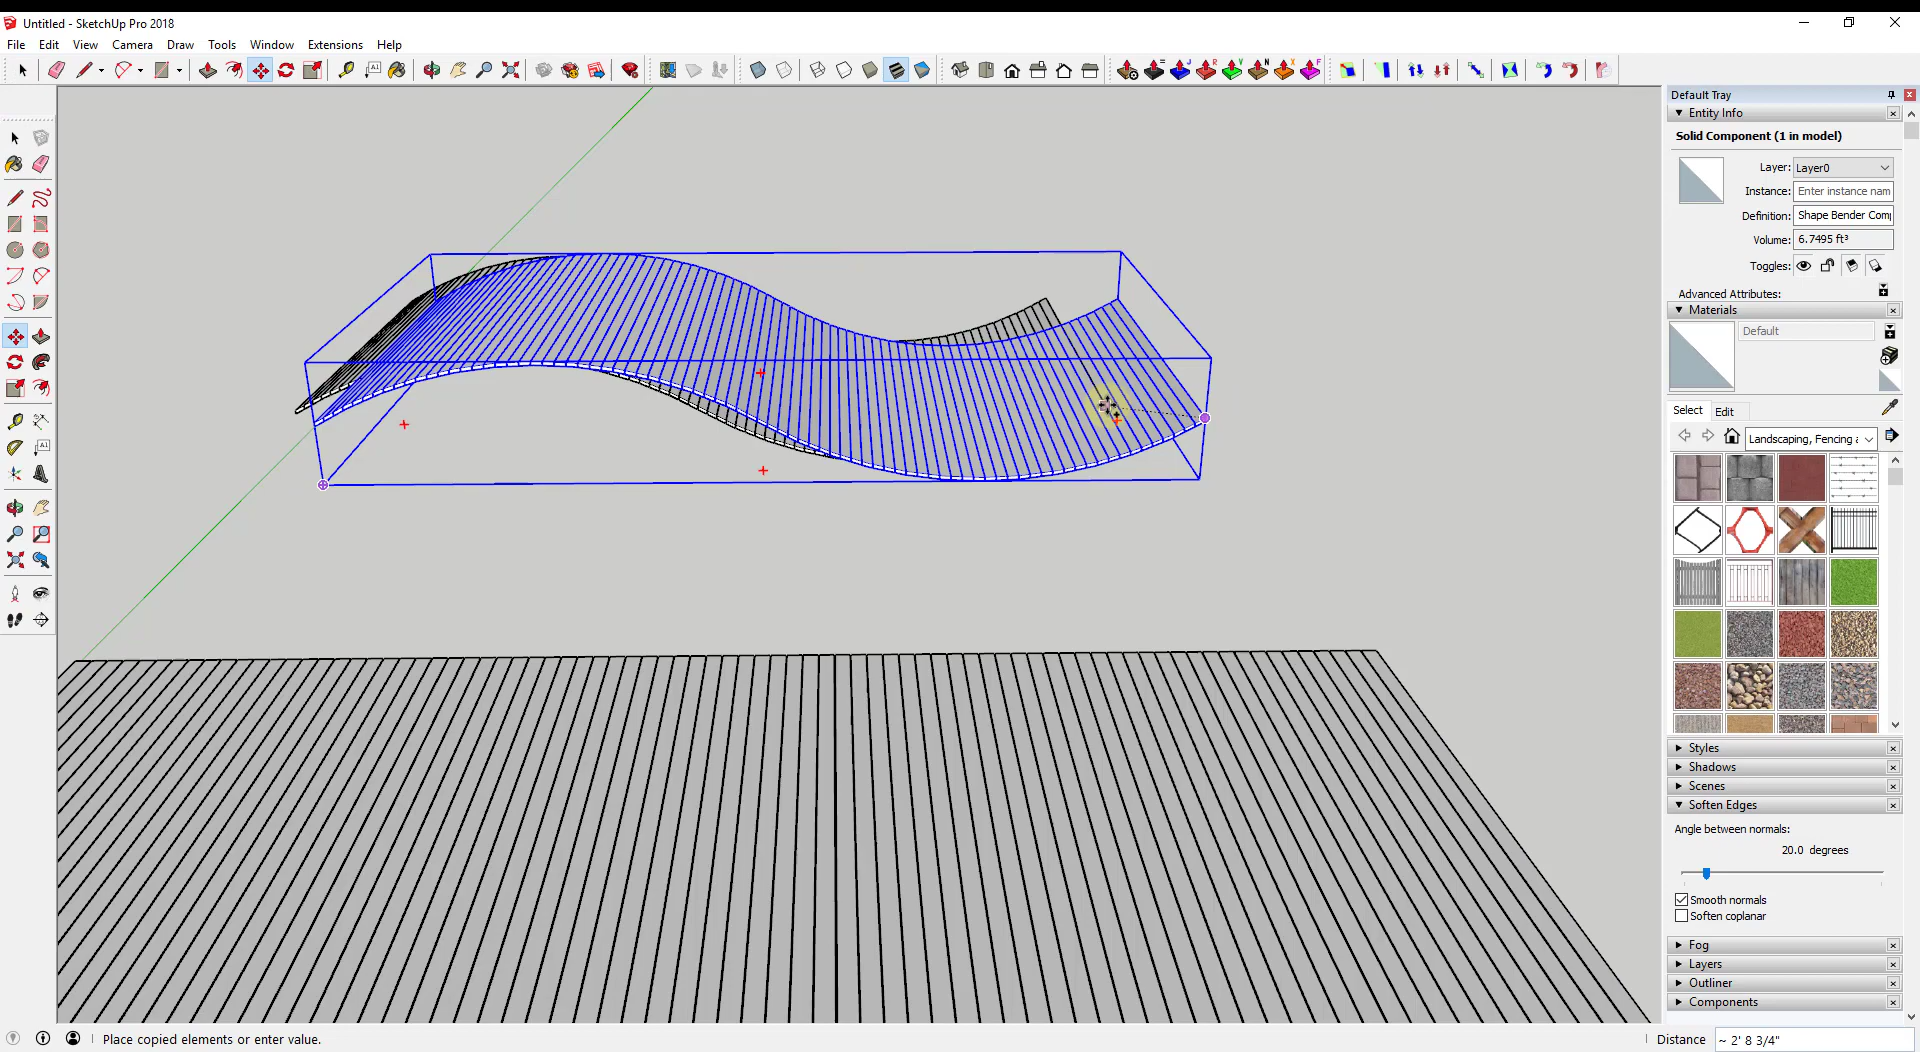 Untitled - SketchUp Pro 2018
File Edit View Camera Draw Tools Window Extensions Help
Default Tray
Entity Info
Solid Component (1 in model)
Layer: Layer0
Instance: Enter instance nam
Definition: Shape Bender Com
Volume: 6.7495 ft³
Toggles:
Advanced Attributes:
Materials
Default
Select Edit
Landscaping, Fencing
Styles
Shadows
Scenes
Soften Edges
Angle between normals:
20.0 degrees
Smooth normals
Soften coplanar
Fog
Layers
Outliner
Components
Place copied elements or enter value.
Distance ~ 2' 8 3/4"